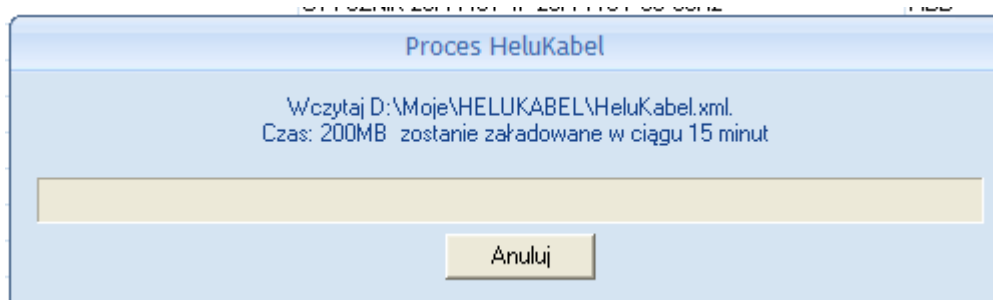 Proces HeluKabel
Wczytaj D:\Moje\HELUKABEL\HeluKabel.xml.
Czas: 200MB  zostanie załadowane w ciągu 15 minut
Anuluj